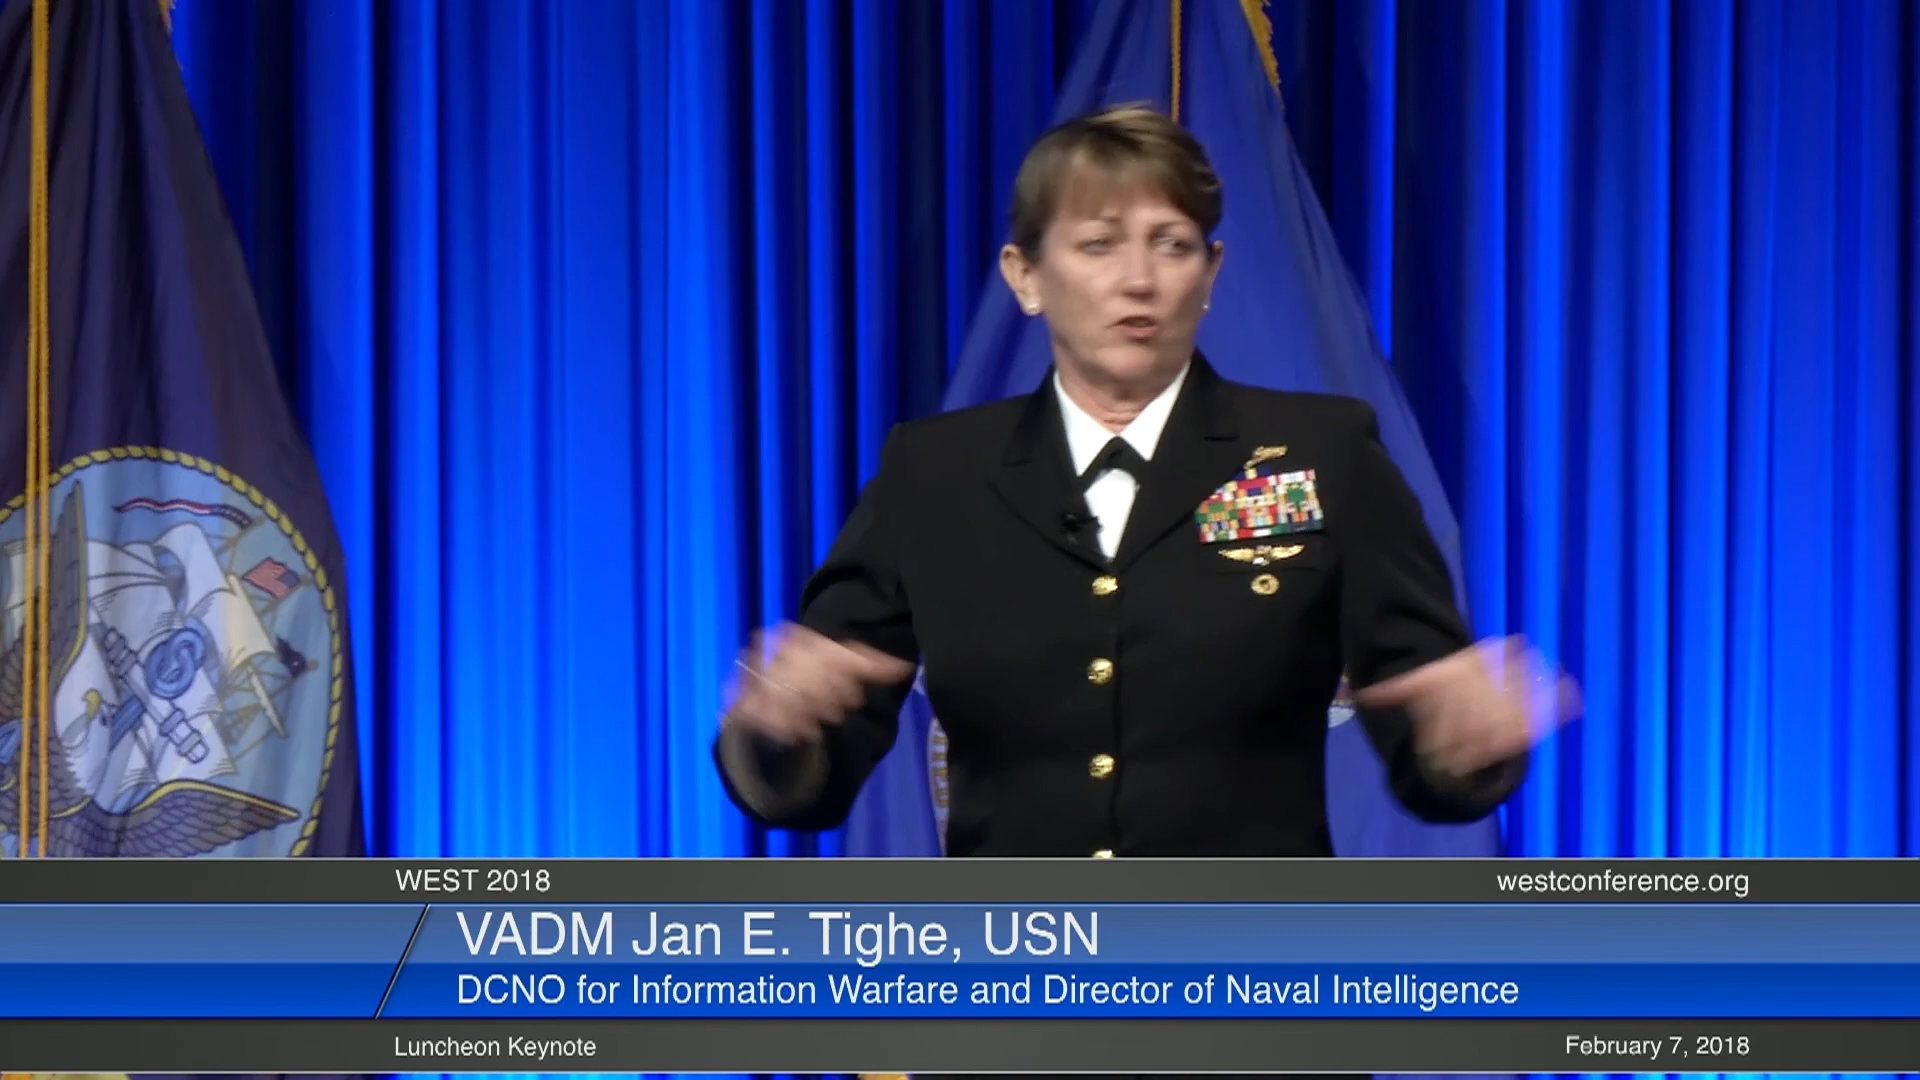 WEST 2018
westconference.org
VADM Jan E. Tighe, USN
DCNO for Information Warfare and Director of Naval Intelligence
Luncheon Keynote
February 7, 2018